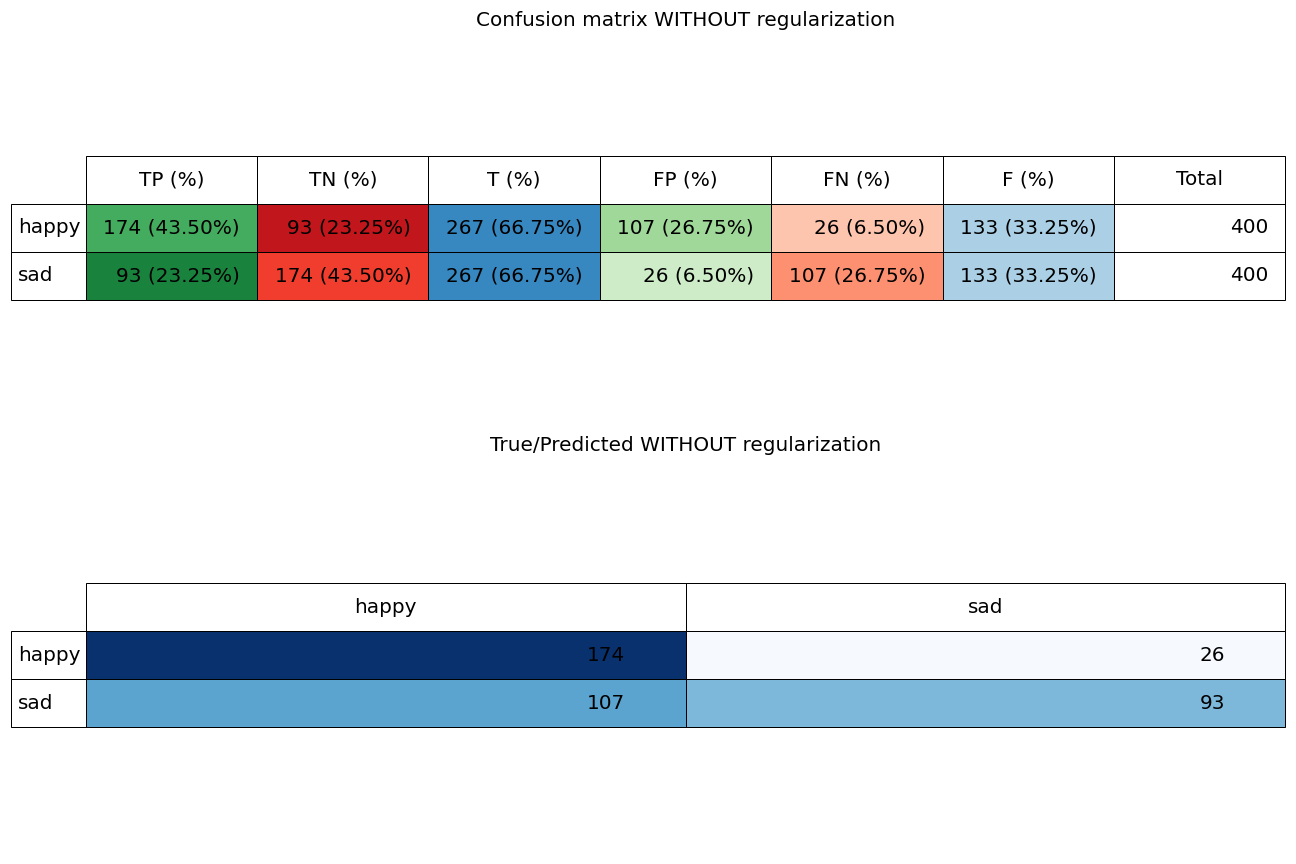 Confusion matrix WITHOUT regularization
TP (%) TN (%) T (%) FP (%) FN (%) F (%) Total
happy 174 (43.50%) 93 (23.25%) 267 (66.75%) 107 (26.75%) 26 (6.50%) 133 (33.25%) 400
sad 93 (23.25%) 174 (43.50%) 267 (66.75%) 26 (6.50%) 107 (26.75%) 133 (33.25%) 400
True/Predicted WITHOUT regularization
happy sad
happy 174 26
sad 107 93